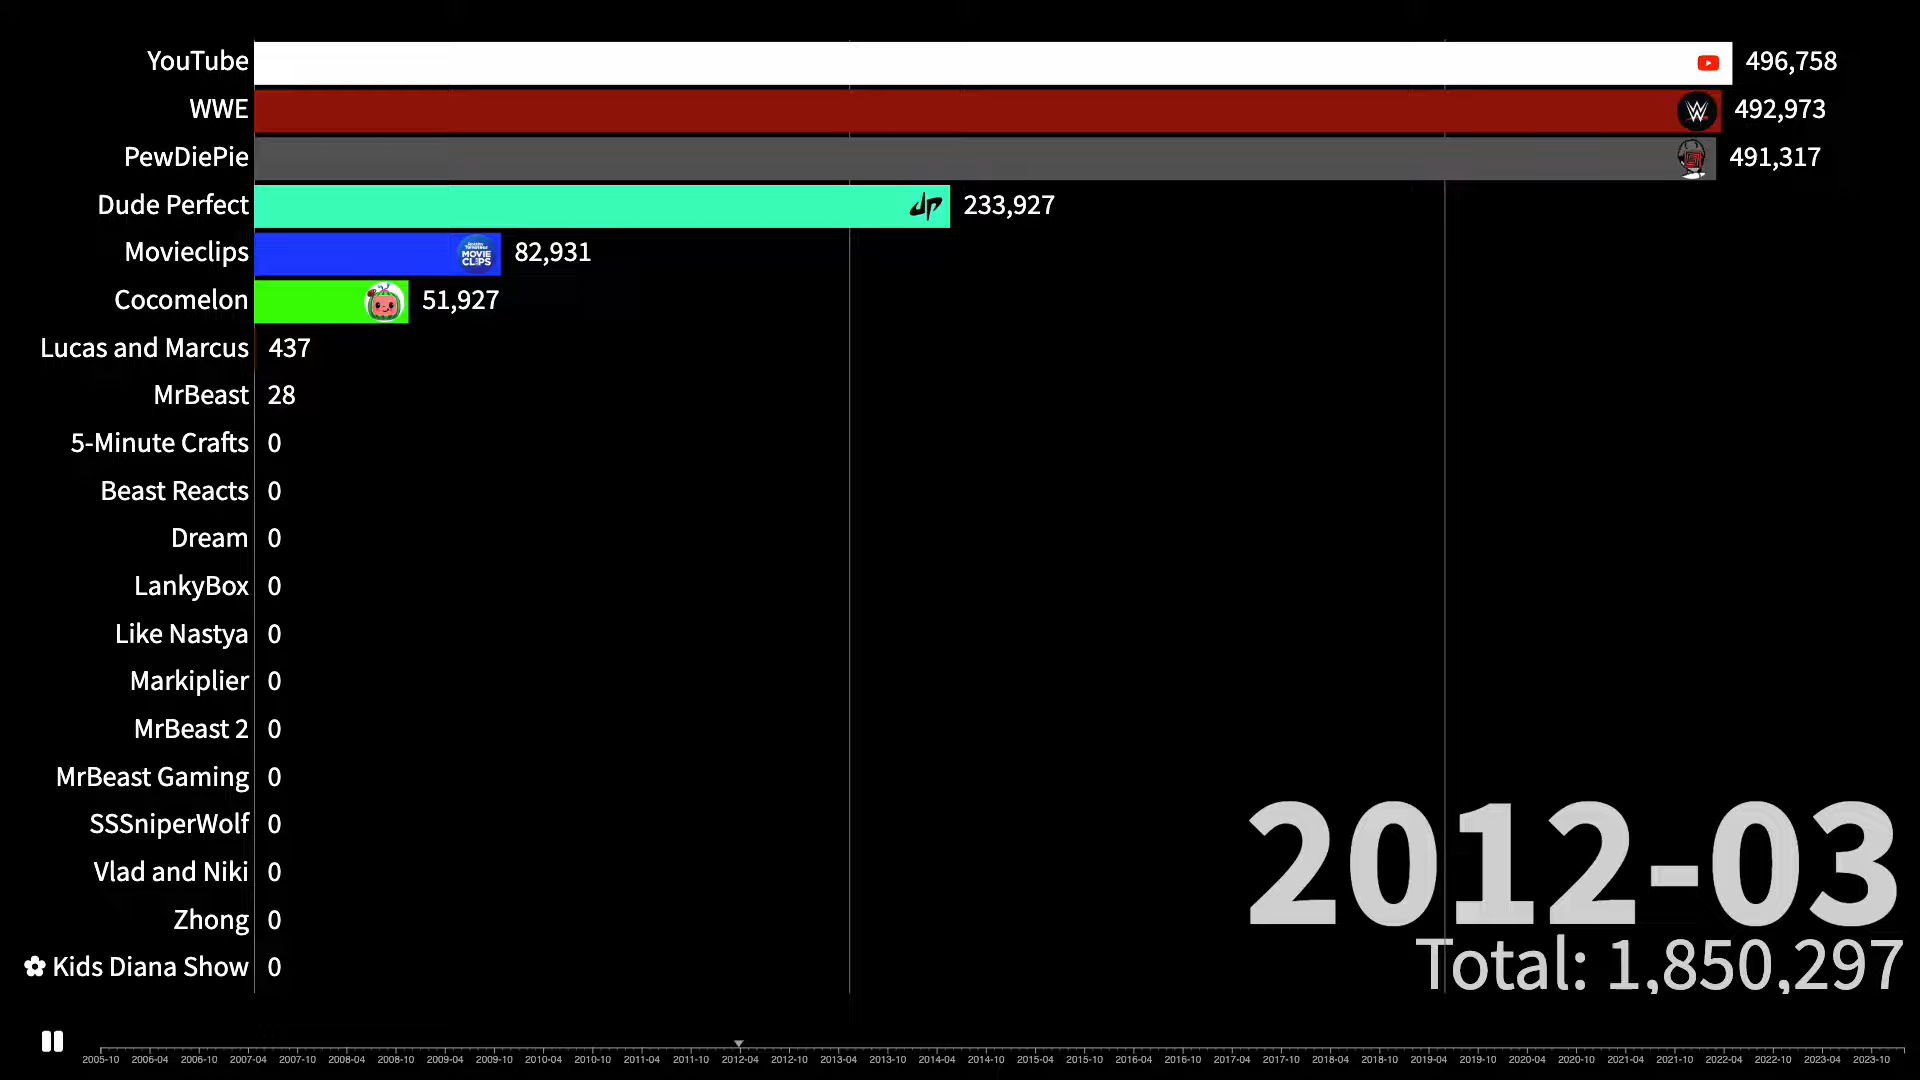 YouTube 496,758
WWE 492,973
PewDiePie 491,317
Dude Perfect dp 233,927
Movieclips MOVIE CLIPS 82,931
Cocomelon 51,927
Lucas and Marcus 437
MrBeast 28
5-Minute Crafts 0
Beast Reacts 0
Dream 0
LankyBox 0
Like Nastya 0
Markiplier 0
MrBeast 2 0
MrBeast Gaming 0
SSSniperWolf 0
Vlad and Niki 0
Zhong 0
✿ Kids Diana Show 0
2012-03
Total: 1,850,297
2005-10 2006-04 2006-10 2007-04 2007-10 2008-04 2008-10 2009-04 2009-10 2010-04 2010-10 2011-04 2011-10 2012-04 2012-10 2013-04 2013-10 2014-04 2014-10 2015-04 2015-10 2016-04 2016-10 2017-04 2017-10 2018-04 2018-10 2019-04 2019-10 2020-04 2020-10 2021-04 2021-10 2022-04 2022-10 2023-04 2023-10